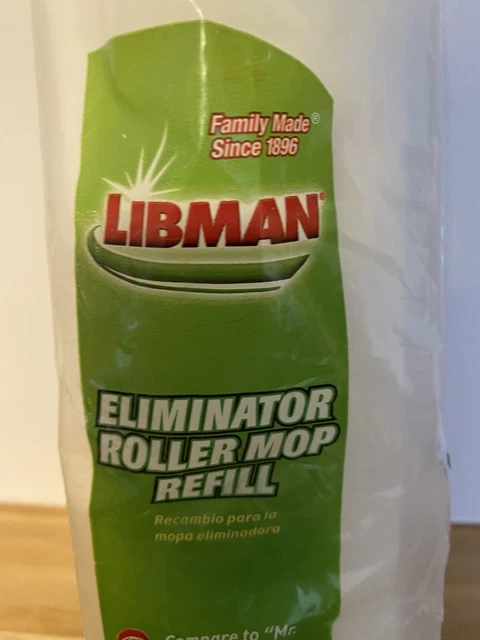 Family Made®
Since 1896
LIBMAN®
ELIMINATOR
ROLLER MOP
REFILL
Recambio para la
mopa eliminadora
Compare to "Mr.